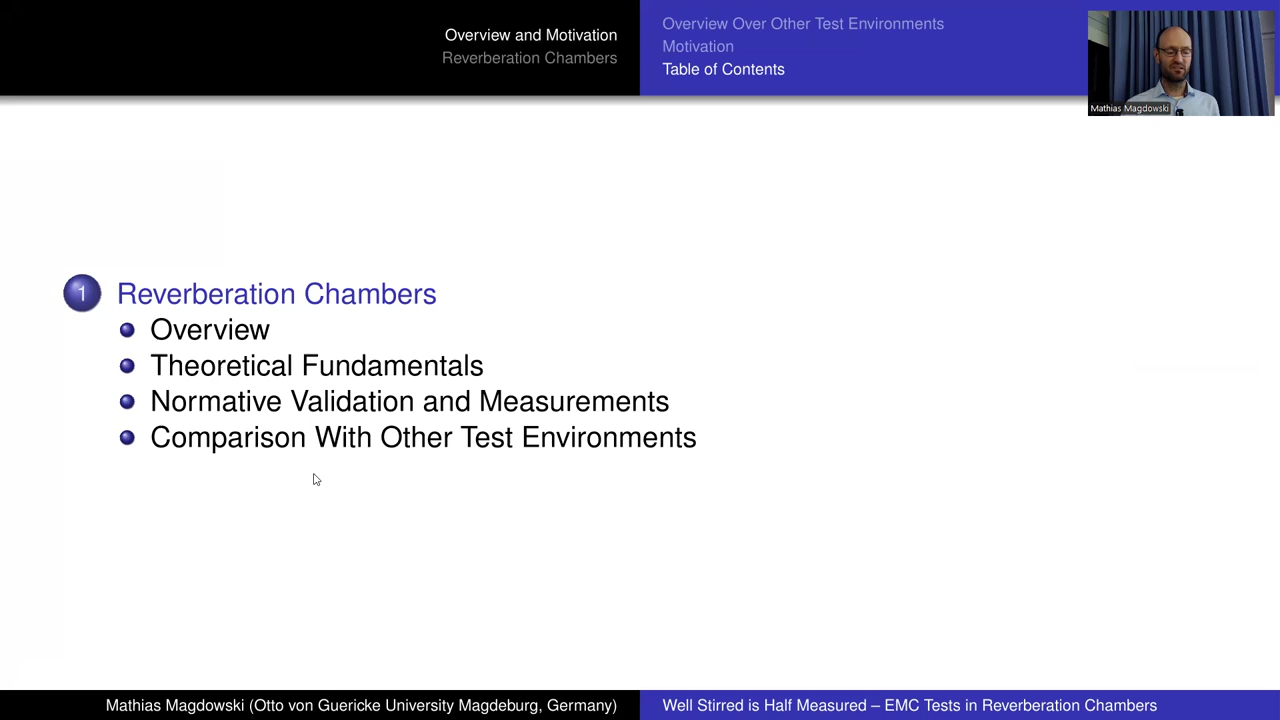 Overview and Motivation
Reverberation Chambers
Overview Over Other Test Environments
Motivation
Table of Contents
Mathias Magdowski
1 Reverberation Chambers
Overview
Theoretical Fundamentals
Normative Validation and Measurements
Comparison With Other Test Environments
Mathias Magdowski (Otto von Guericke University Magdeburg, Germany)
Well Stirred is Half Measured – EMC Tests in Reverberation Chambers